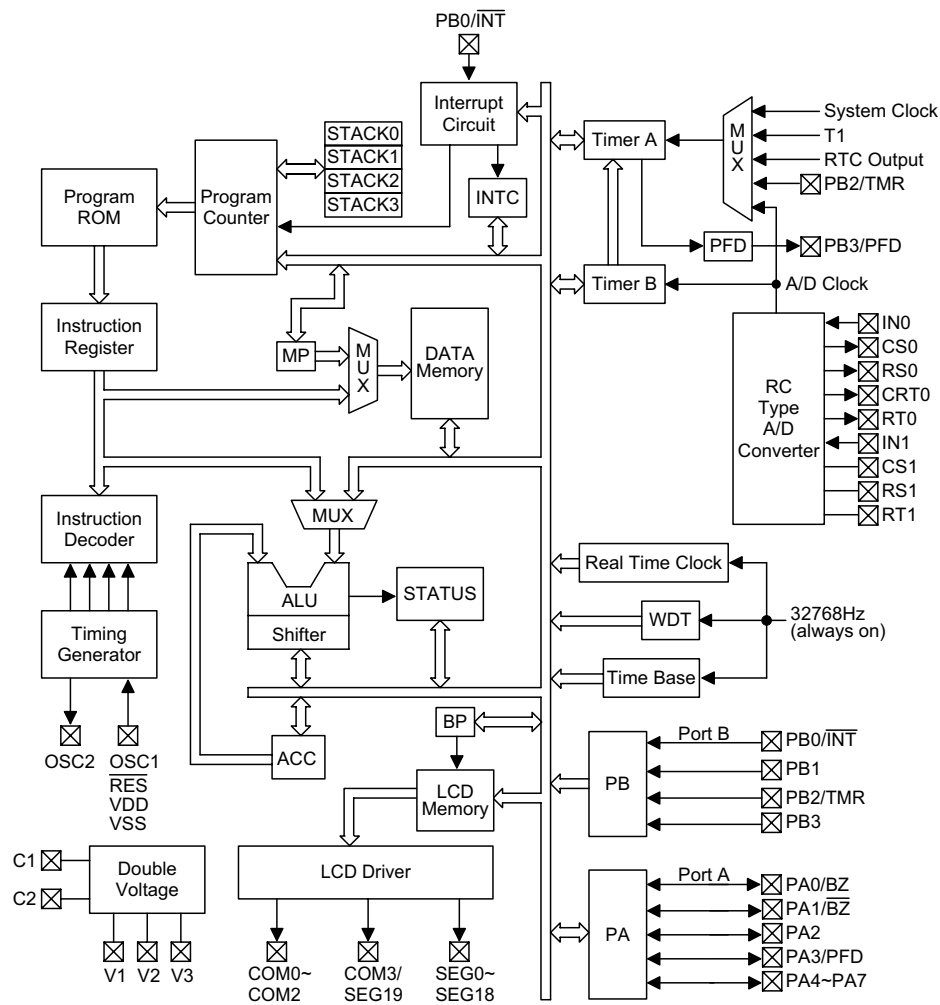 PB0/I̅N̅T̅
Interrupt
Circuit
STACK0
STACK1
STACK2
STACK3
INTC
Program
ROM
Program
Counter
Instruction
Register
MP
MUX
DATA
Memory
Timer A
Timer B
MUX
System Clock
T1
RTC Output
PB2/TMR
PFD
PB3/PFD
A/D Clock
RC
Type
A/D
Converter
IN0
CS0
RS0
CRT0
RT0
IN1
CS1
RS1
RT1
Instruction
Decoder
MUX
ALU
Shifter
STATUS
Timing
Generator
OSC2
OSC1
R̅E̅S̅
VDD
VSS
ACC
BP
LCD
Memory
Real Time Clock
WDT
Time Base
32768Hz
(always on)
PB
Port B
PB0/I̅N̅T̅
PB1
PB2/TMR
PB3
C1
C2
Double
Voltage
V1
V2
V3
LCD Driver
COM0~
COM2
COM3/
SEG19
SEG0~
SEG18
PA
Port A
PA0/BZ
PA1/B̅Z̅
PA2
PA3/PFD
PA4~PA7